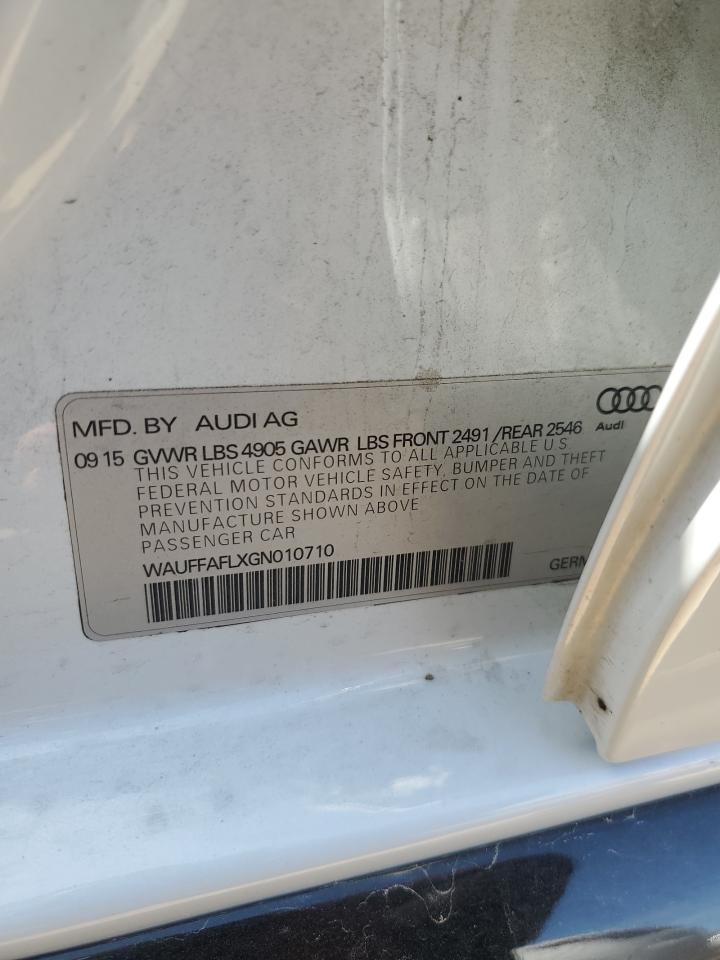 MFD. BY AUDI AG
Audi
09 15 GVWR LBS 4905 GAWR LBS FRONT 2491 /REAR 2546
THIS VEHICLE CONFORMS TO ALL APPLICABLE U S
FEDERAL MOTOR VEHICLE SAFETY, BUMPER AND THEFT
PREVENTION STANDARDS IN EFFECT ON THE DATE OF
MANUFACTURE SHOWN ABOVE
PASSENGER CAR
WAUFFAFLXGN010710
GERM